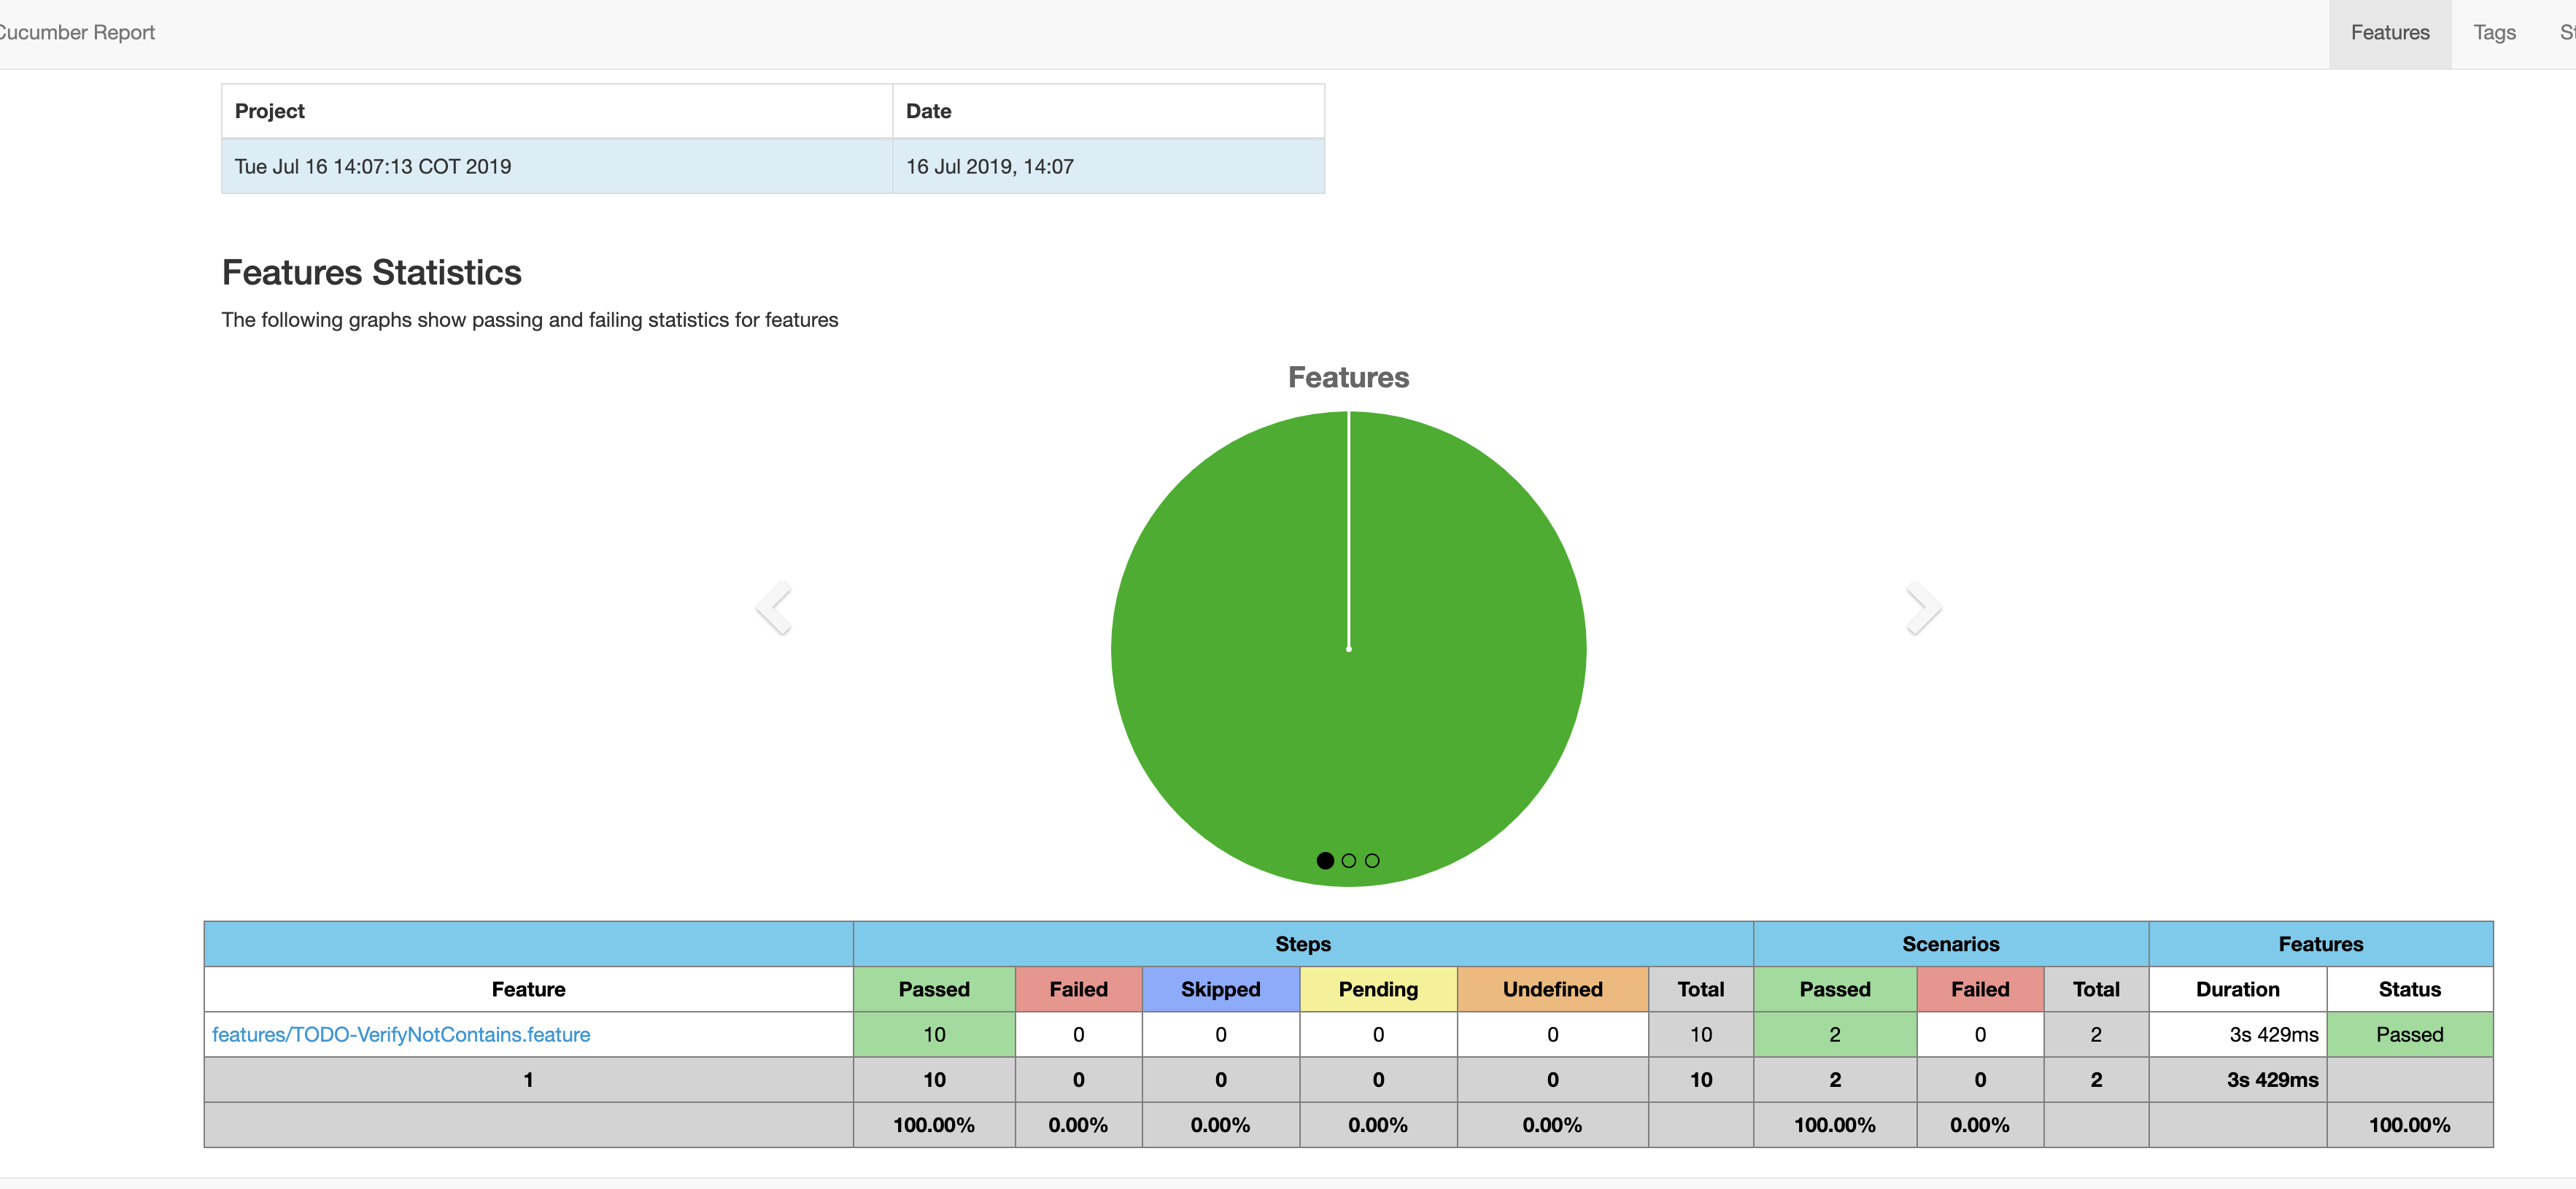 Cucumber Report Features Tags
Project Date
Tue Jul 16 14:07:13 COT 2019 16 Jul 2019, 14:07
Features Statistics
The following graphs show passing and failing statistics for features
Features
Steps Scenarios Features
Feature Passed Failed Skipped Pending Undefined Total Passed Failed Total Duration Status
features/TODO-VerifyNotContains.feature 10 0 0 0 0 10 2 0 2 3s 429ms Passed
1 10 0 0 0 0 10 2 0 2 3s 429ms
100.00% 0.00% 0.00% 0.00% 0.00% 100.00% 0.00% 100.00%